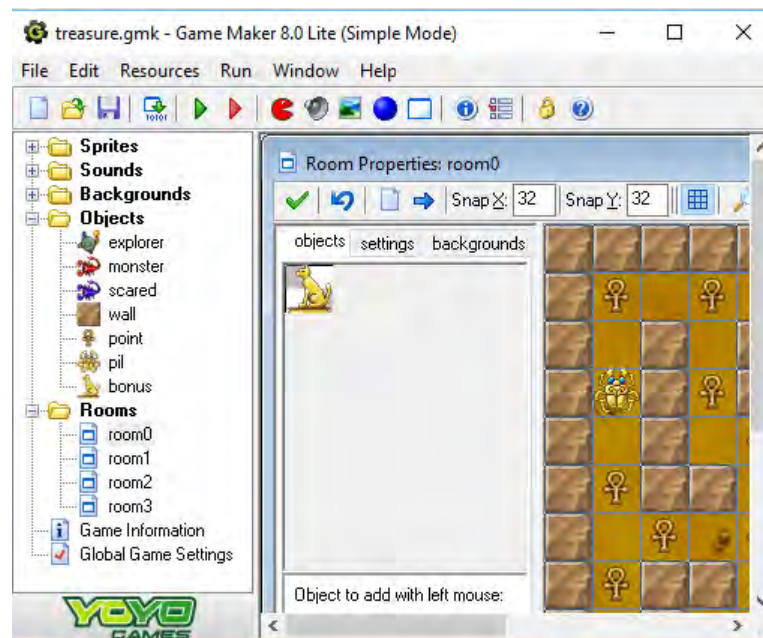 treasure.gmk - Game Maker 8.0 Lite (Simple Mode)
File Edit Resources Run Window Help
Sprites
Sounds
Backgrounds
Objects
explorer
monster
scared
wall
point
pil
bonus
Rooms
room0
room1
room2
room3
Game Information
Global Game Settings
YOYO
GAMES
Room Properties: room0
Snap X: 32 Snap Y: 32
objects settings backgrounds
Object to add with left mouse: